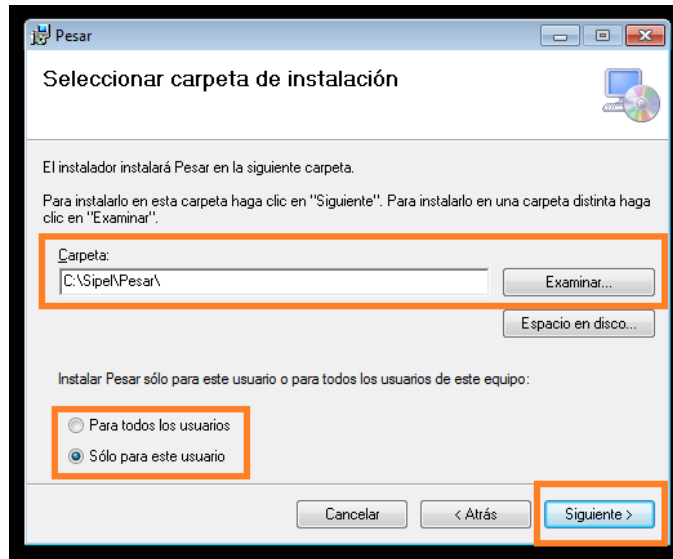 Pesar
Seleccionar carpeta de instalación
El instalador instalará Pesar en la siguiente carpeta.
Para instalarlo en esta carpeta haga clic en "Siguiente". Para instalarlo en una carpeta distinta haga
clic en "Examinar".
Carpeta:
C:\Sipel\Pesar\
Examinar...
Espacio en disco...
Instalar Pesar sólo para este usuario o para todos los usuarios de este equipo:
Para todos los usuarios
Sólo para este usuario
Cancelar
< Atrás
Siguiente >